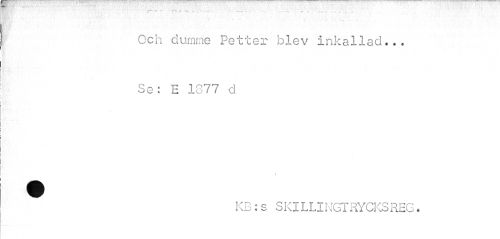 Och dumme Petter blev inkallad...
Se: E 1877 d
KB:s SKILLINGTRYCKSREG.